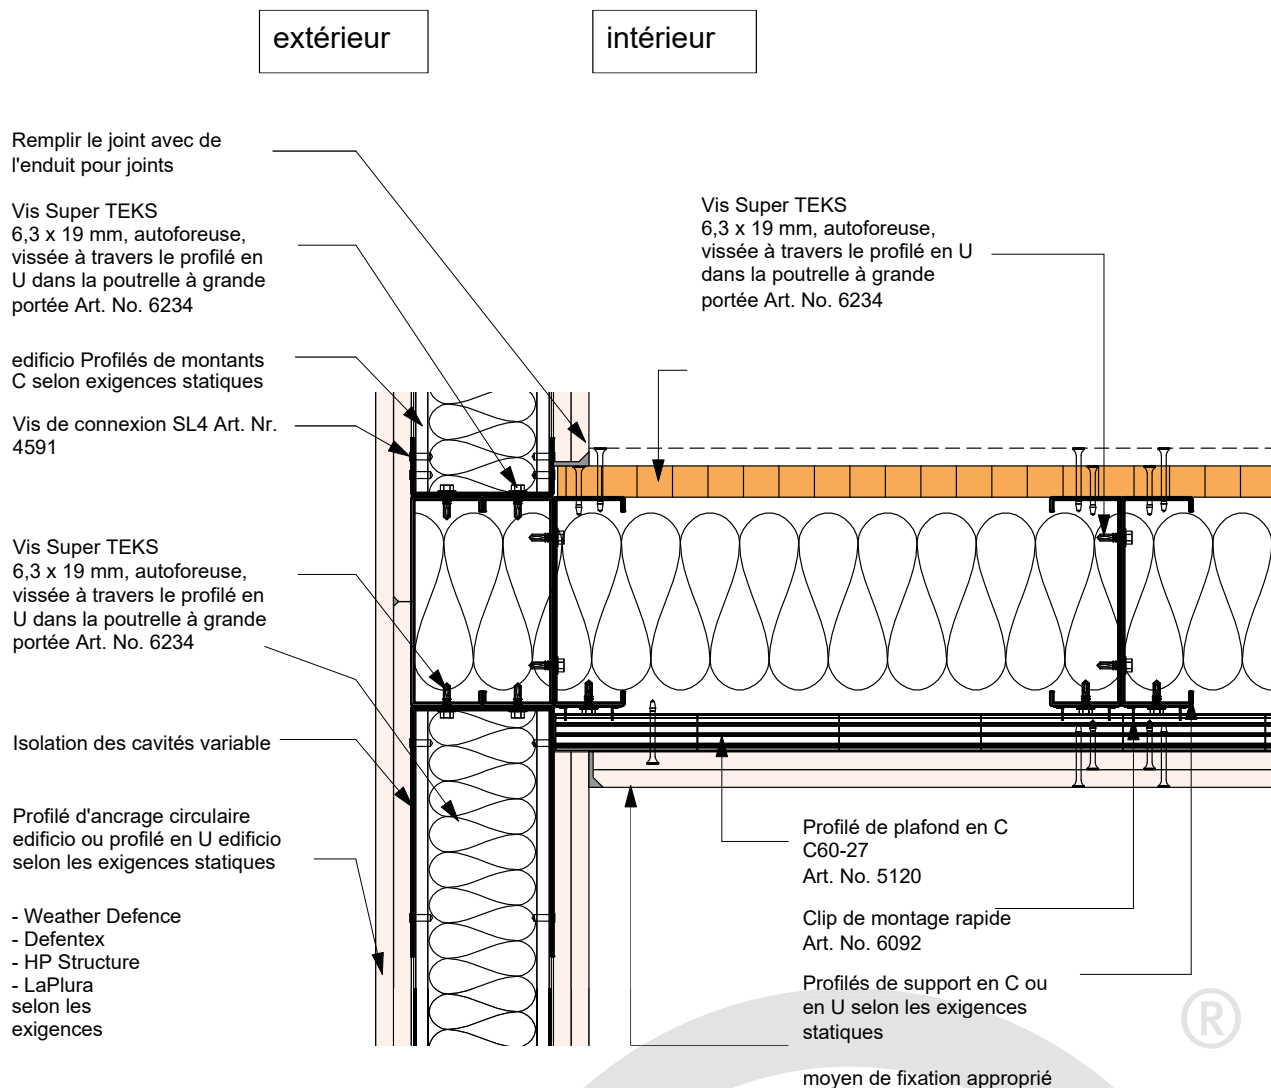 extérieur
intérieur
Remplir le joint avec de
l'enduit pour joints
Vis Super TEKS
6,3 x 19 mm, autoforeuse,
vissée à travers le profilé en
U dans la poutrelle à grande
portée Art. No. 6234
edificio Profilés de montants
C selon exigences statiques
Vis de connexion SL4 Art. Nr.
4591
Vis Super TEKS
6,3 x 19 mm, autoforeuse,
vissée à travers le profilé en
U dans la poutrelle à grande
portée Art. No. 6234
Isolation des cavités variable
Profilé d'ancrage circulaire
edificio ou profilé en U edificio
selon les exigences statiques
- Weather Defence
- Defentex
- HP Structure
- LaPlura
selon les
exigences
Vis Super TEKS
6,3 x 19 mm, autoforeuse,
vissée à travers le profilé en U
dans la poutrelle à grande
portée Art. No. 6234
Profilé de plafond en C
C60-27
Art. No. 5120
Clip de montage rapide
Art. No. 6092
Profilés de support en C ou
en U selon les exigences
statiques
moyen de fixation approprié
®